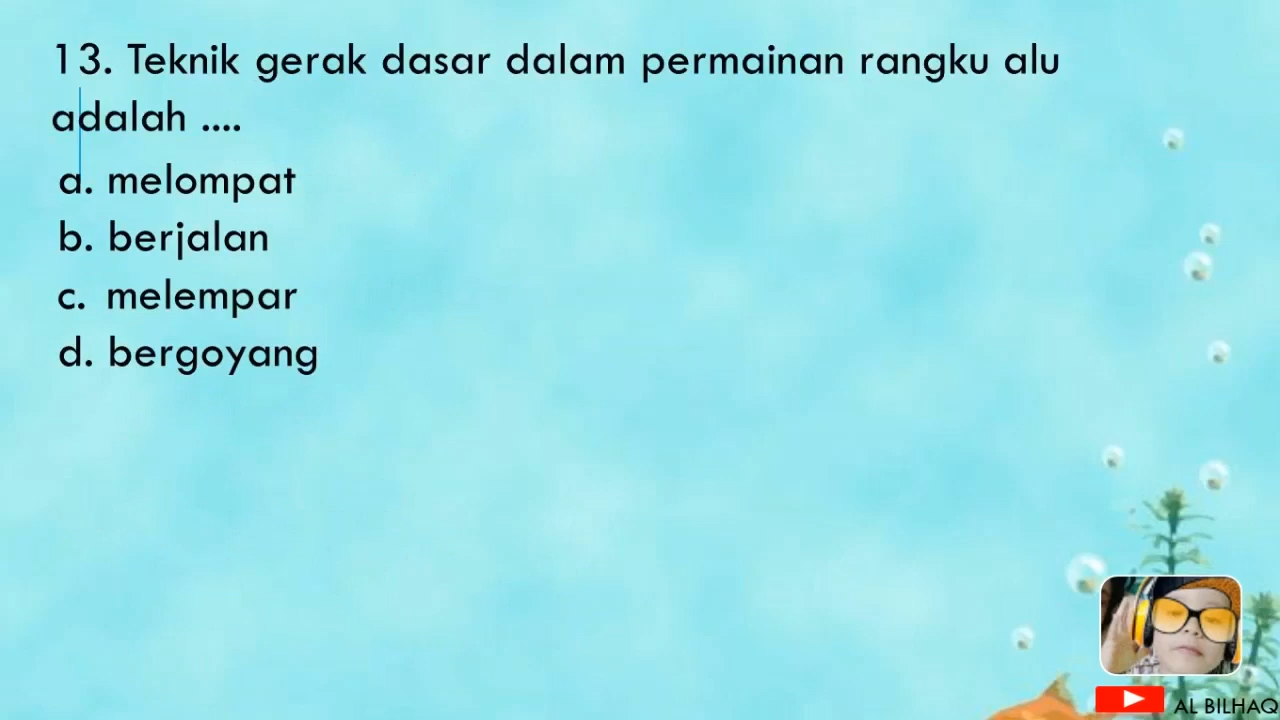 13. Teknik gerak dasar dalam permainan rangku alu
adalah ....
a. melompat
b. berjalan
c. melempar
d. bergoyang
AL BILHAQ